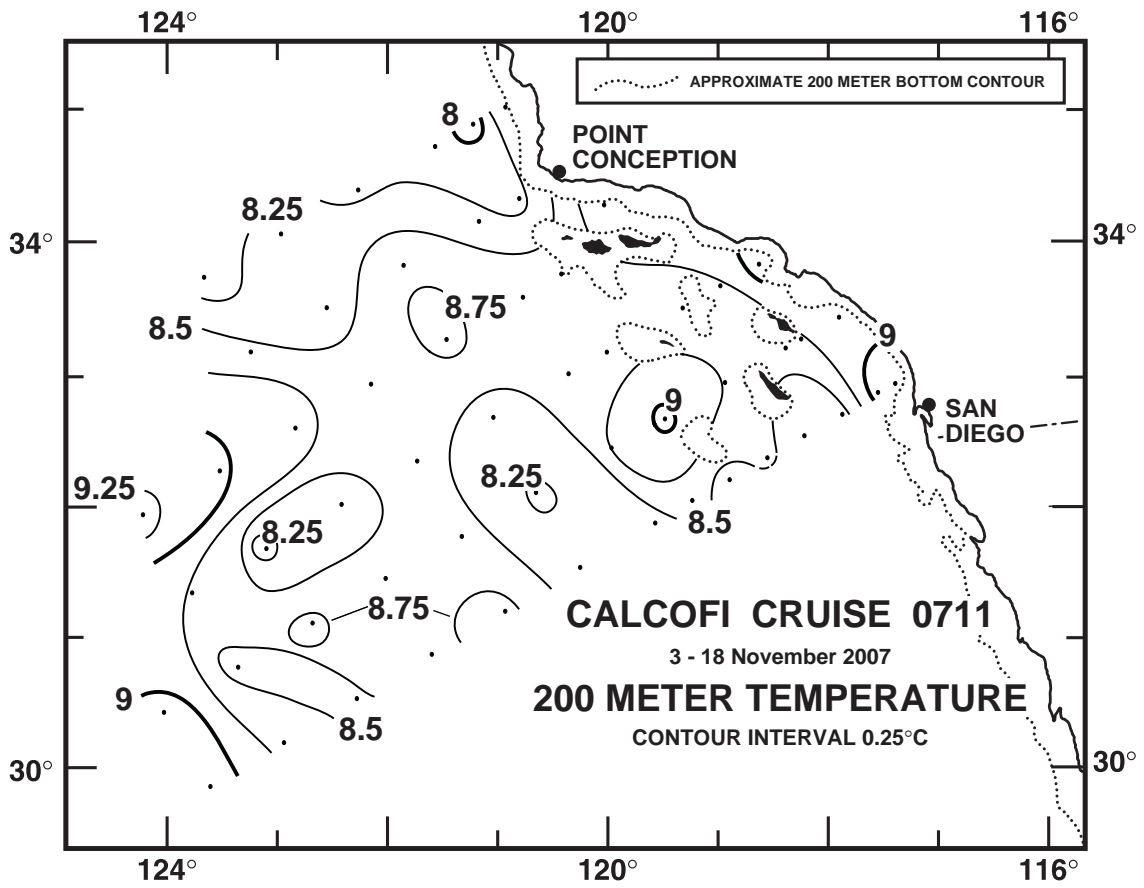 124° 120° 116°
APPROXIMATE 200 METER BOTTOM CONTOUR
8
POINT
CONCEPTION
8.25
34° 34°
8.75
8.5
9
9
SAN
DIEGO
8.25
9.25
8.5
8.25
8.75
CALCOFI CRUISE 0711
3 - 18 November 2007
200 METER TEMPERATURE
9
8.5
CONTOUR INTERVAL 0.25°C
30° 30°
124° 120° 116°